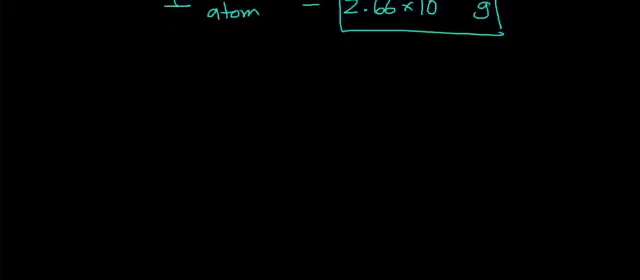 atom = 2.66×10 g